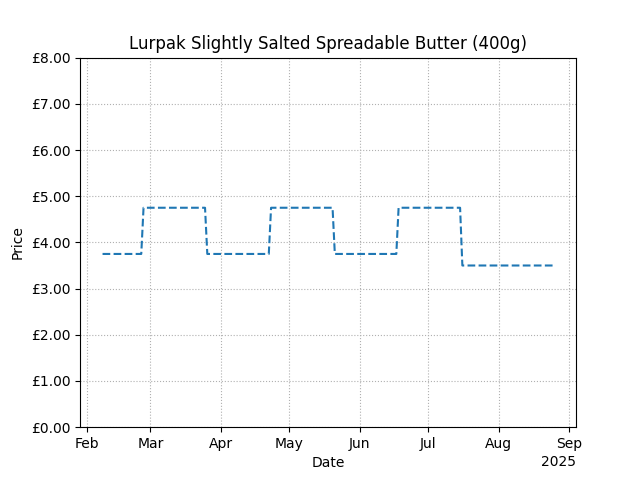 Lurpak Slightly Salted Spreadable Butter (400g)
£8.00
£7.00
£6.00
£5.00
£4.00
£3.00
£2.00
£1.00
£0.00
Price
Feb Mar Apr May Jun Jul Aug Sep
Date
2025